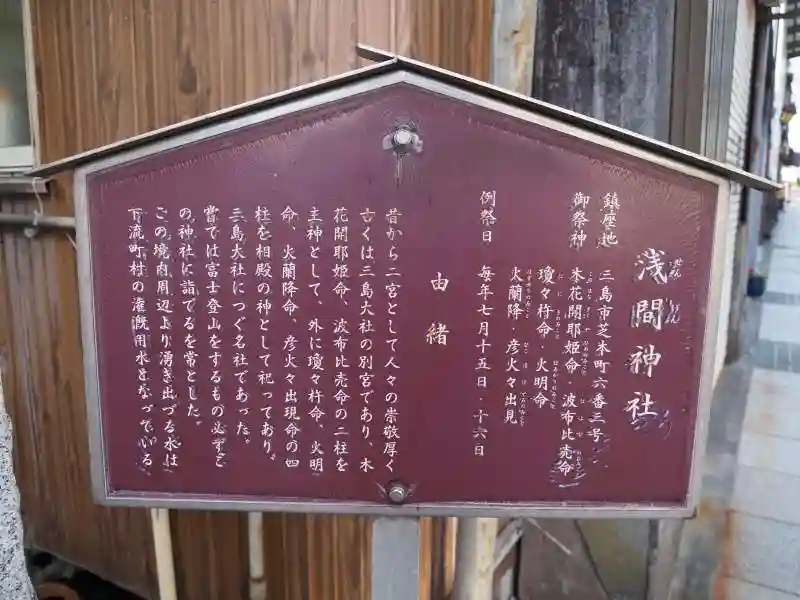 浅間神社
せんげん
鎮座地 三島市芝本町六番三号
御祭神 木花開耶姫命・波布比売命
瓊々杵命・火明命
火蘭降・彦火々出見
例祭日 毎年七月十五日・十六日
由緒
昔から二宮として人々の崇敬厚く
古くは三島大社の別宮であり、木
花開耶姫命、波布比売命の二柱を
主神として、外に瓊々杵命、火明
命、火蘭降命、彦火々出現命の四
柱を相殿の神として祀ってあり。
三島大社につぐ名社であった。
嘗では富士登山をするもの必ずこ
の神社に詣でるを常とした。
この境内周辺より湧き出づる水は
下流町村の潅漑用水となっている